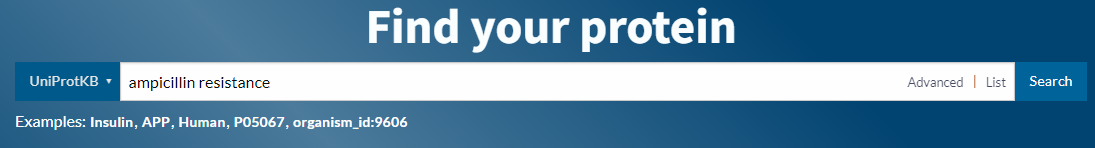 Find your protein
UniProtKB ▾ ampicillin resistance Advanced | List Search
Examples: Insulin, APP, Human, P05067, organism_id:9606